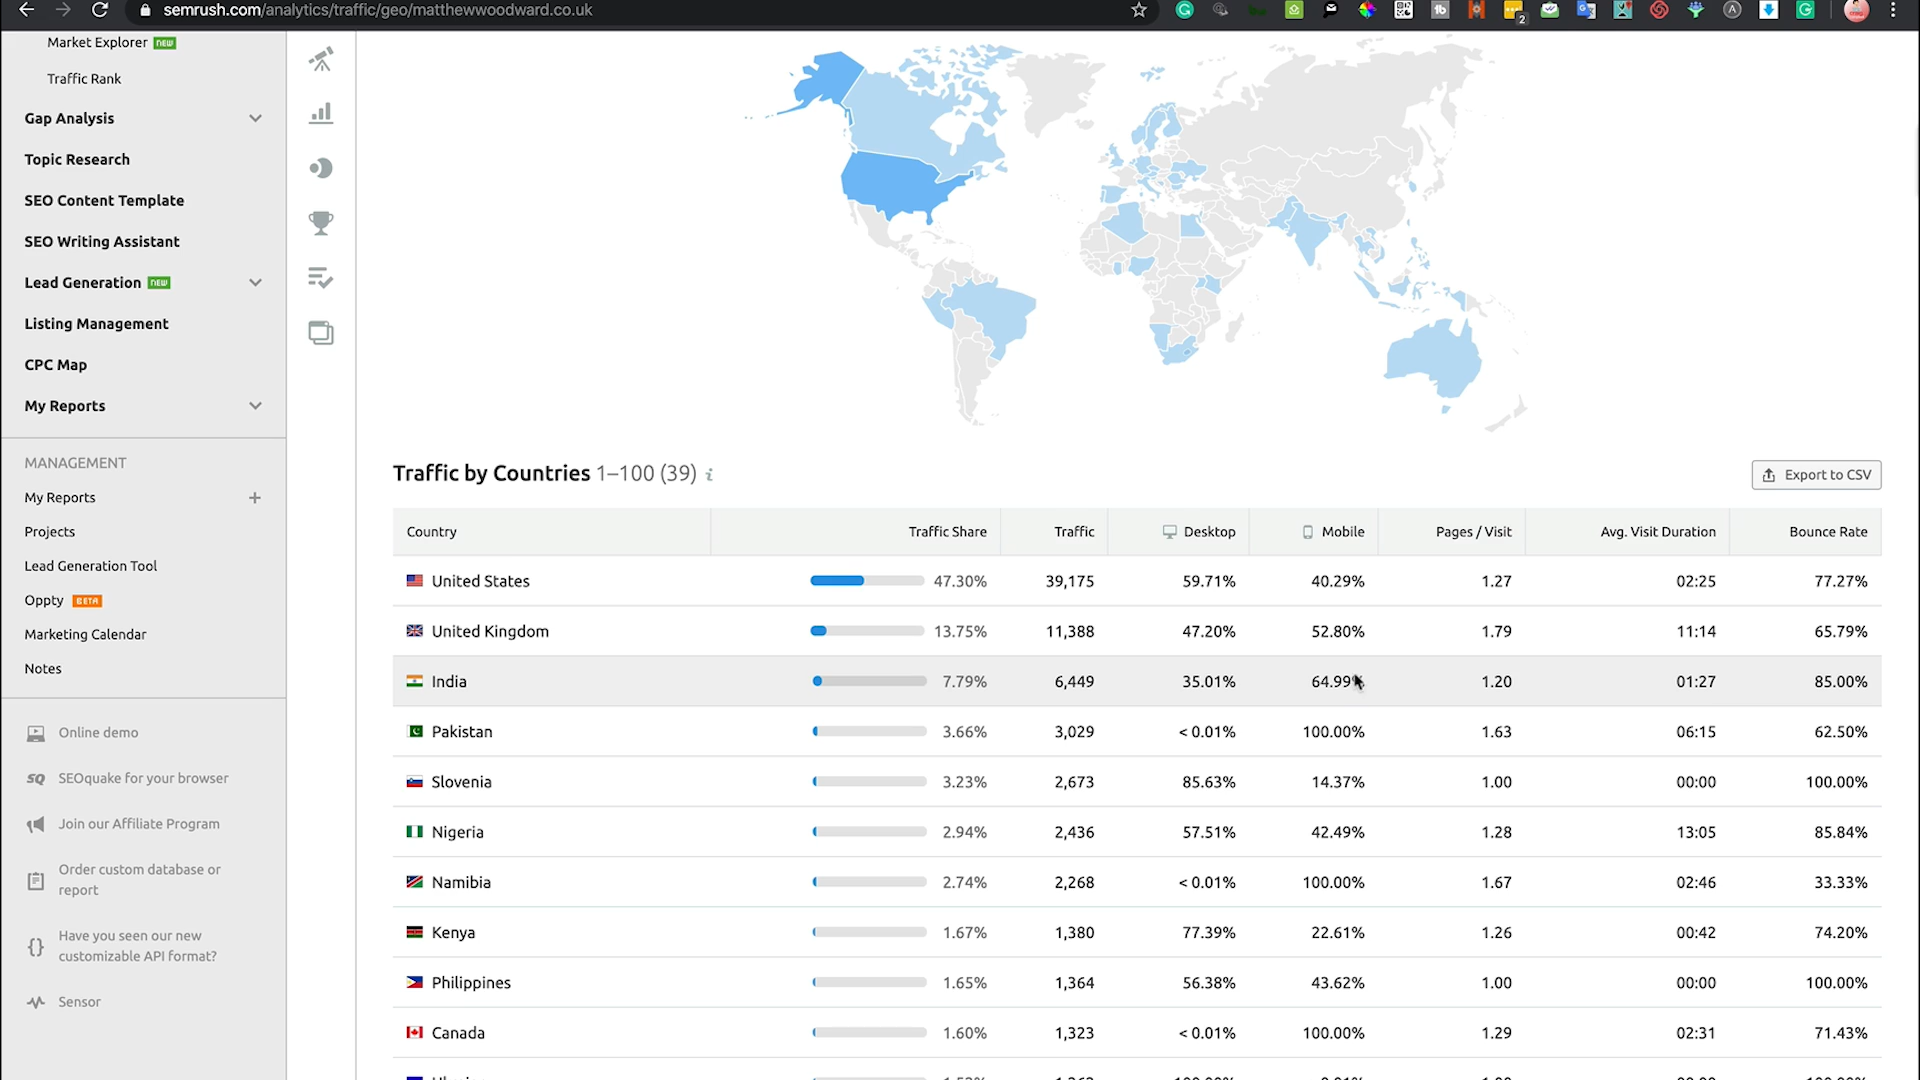 semrush.com/analytics/traffic/geo/matthewwoodward.co.uk
2
Market Explorer NEW
Traffic Rank
Gap Analysis
Topic Research
SEO Content Template
SEO Writing Assistant
Lead Generation NEW
Listing Management
CPC Map
My Reports
MANAGEMENT
My Reports
Projects
Lead Generation Tool
Oppty BETA
Marketing Calendar
Notes
Online demo
SEOquake for your browser
Join our Affiliate Program
Order custom database or
report
Have you seen our new
customizable API format?
Sensor
Traffic by Countries 1–100 (39) i
Export to CSV
Country Traffic Share Traffic Desktop Mobile Pages / Visit Avg. Visit Duration Bounce Rate
United States 47.30% 39,175 59.71% 40.29% 1.27 02:25 77.27%
United Kingdom 13.75% 11,388 47.20% 52.80% 1.79 11:14 65.79%
India 7.79% 6,449 35.01% 64.99% 1.20 01:27 85.00%
Pakistan 3.66% 3,029 < 0.01% 100.00% 1.63 06:15 62.50%
Slovenia 3.23% 2,673 85.63% 14.37% 1.00 00:00 100.00%
Nigeria 2.94% 2,436 57.51% 42.49% 1.28 13:05 85.84%
Namibia 2.74% 2,268 < 0.01% 100.00% 1.67 02:46 33.33%
Kenya 1.67% 1,380 77.39% 22.61% 1.26 00:42 74.20%
Philippines 1.65% 1,364 56.38% 43.62% 1.00 00:00 100.00%
Canada 1.60% 1,323 < 0.01% 100.00% 1.29 02:31 71.43%